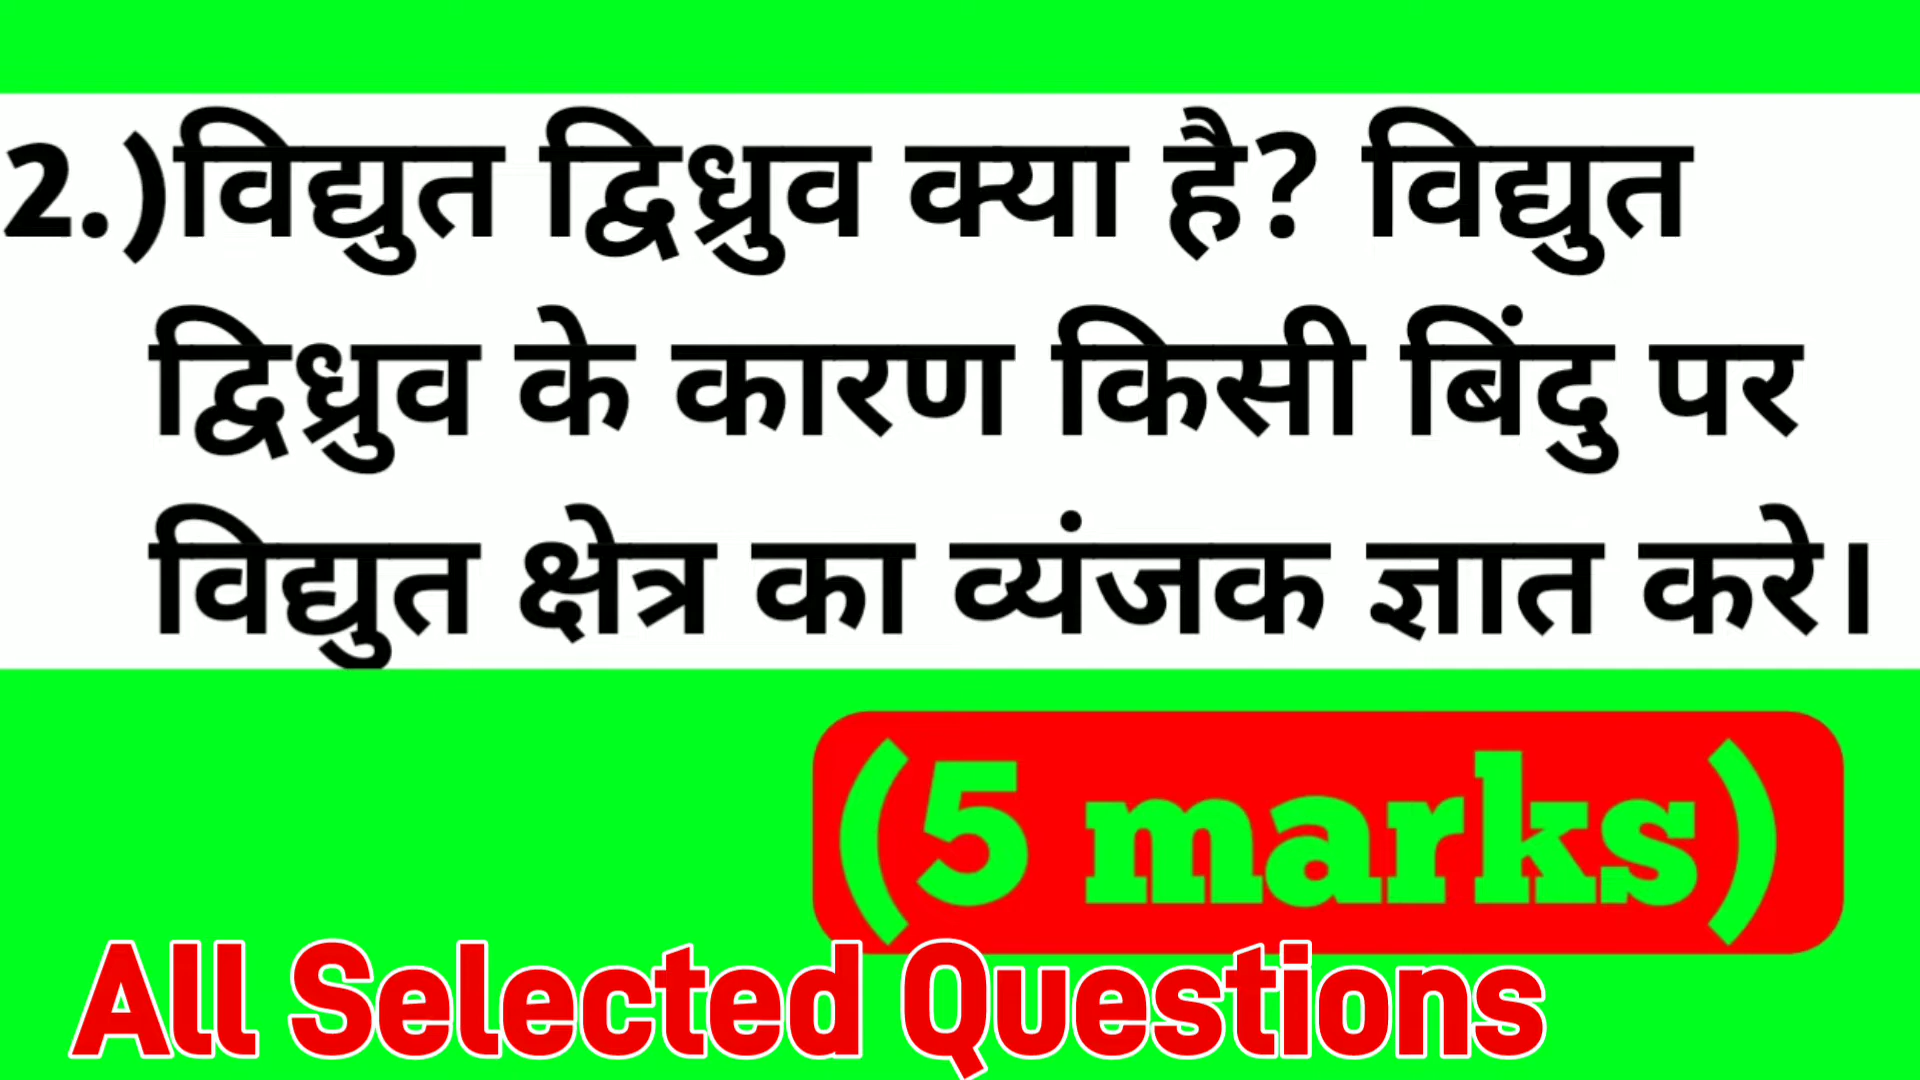 2.)विद्युत द्विध्रुव क्या है? विद्युत
द्विध्रुव के कारण किसी बिंदु पर
विद्युत क्षेत्र का व्यंजक ज्ञात करे।
(5 marks)
All Selected Questions